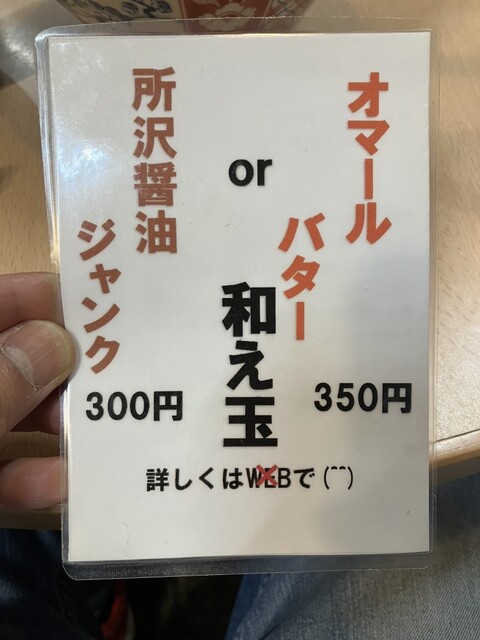 オマール
バター
or
所沢醤油
ジャンク
和え玉
300円
350円
詳しくはWEBで (^^)